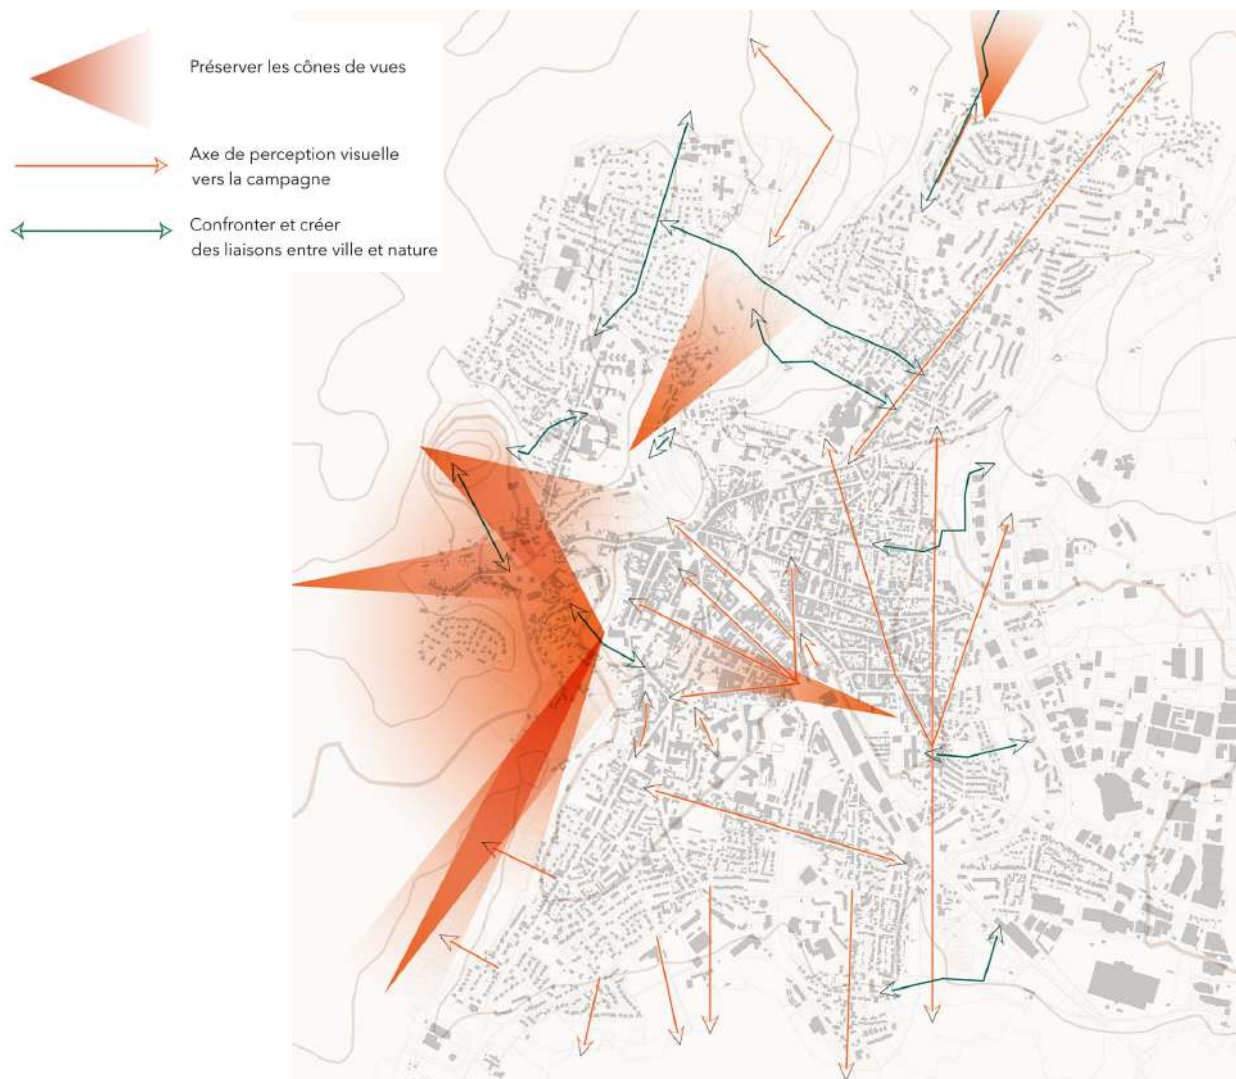 Préserver les cônes de vues
Axe de perception visuelle
vers la campagne
Confronter et créer
des liaisons entre ville et nature